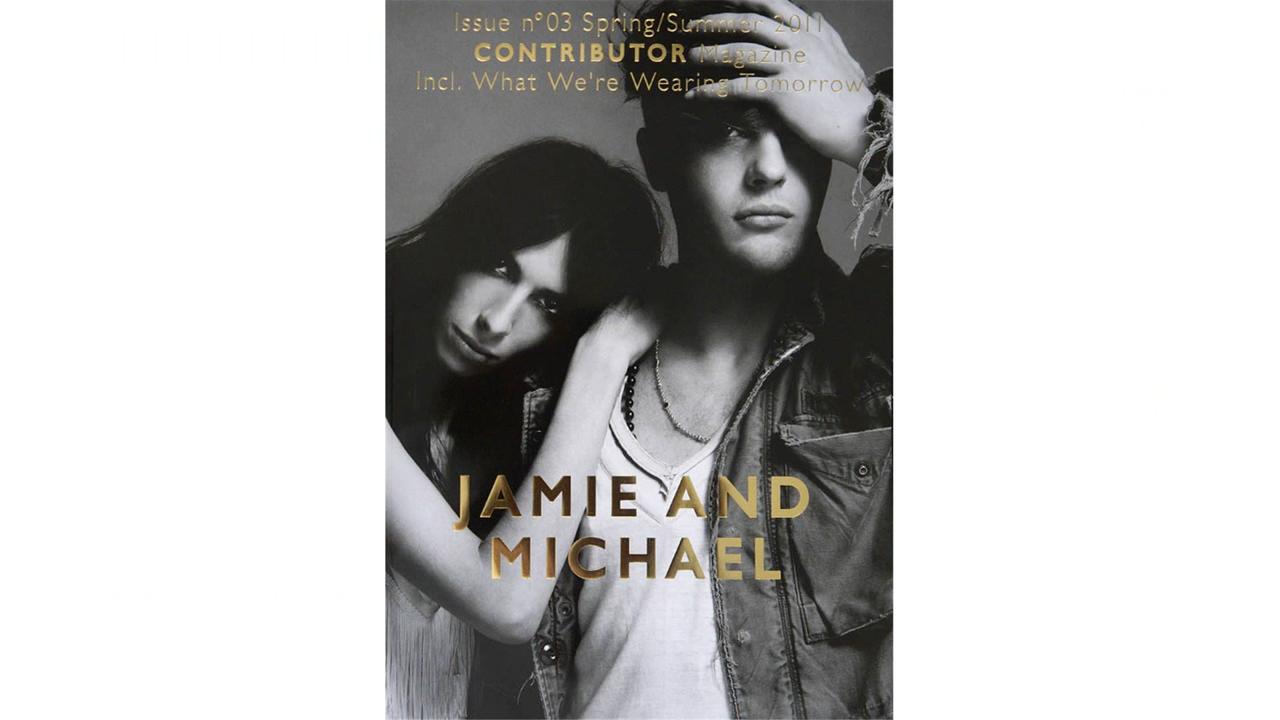 Issue n°03 Spring/Summer 2011
CONTRIBUTOR Magazine
Incl. What We're Wearing Tomorrow
JAMIE AND
MICHAEL